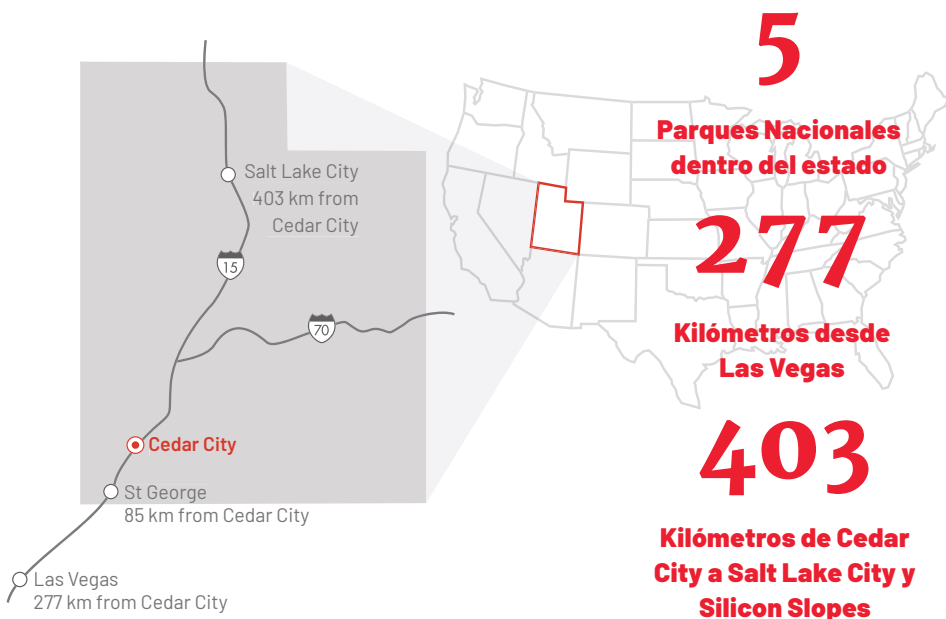 Salt Lake City
403 km from
Cedar City
15
70
Cedar City
St George
85 km from Cedar City
Las Vegas
277 km from Cedar City
5
Parques Nacionales
dentro del estado
277
Kilómetros desde
Las Vegas
403
Kilómetros de Cedar
City a Salt Lake City y
Silicon Slopes